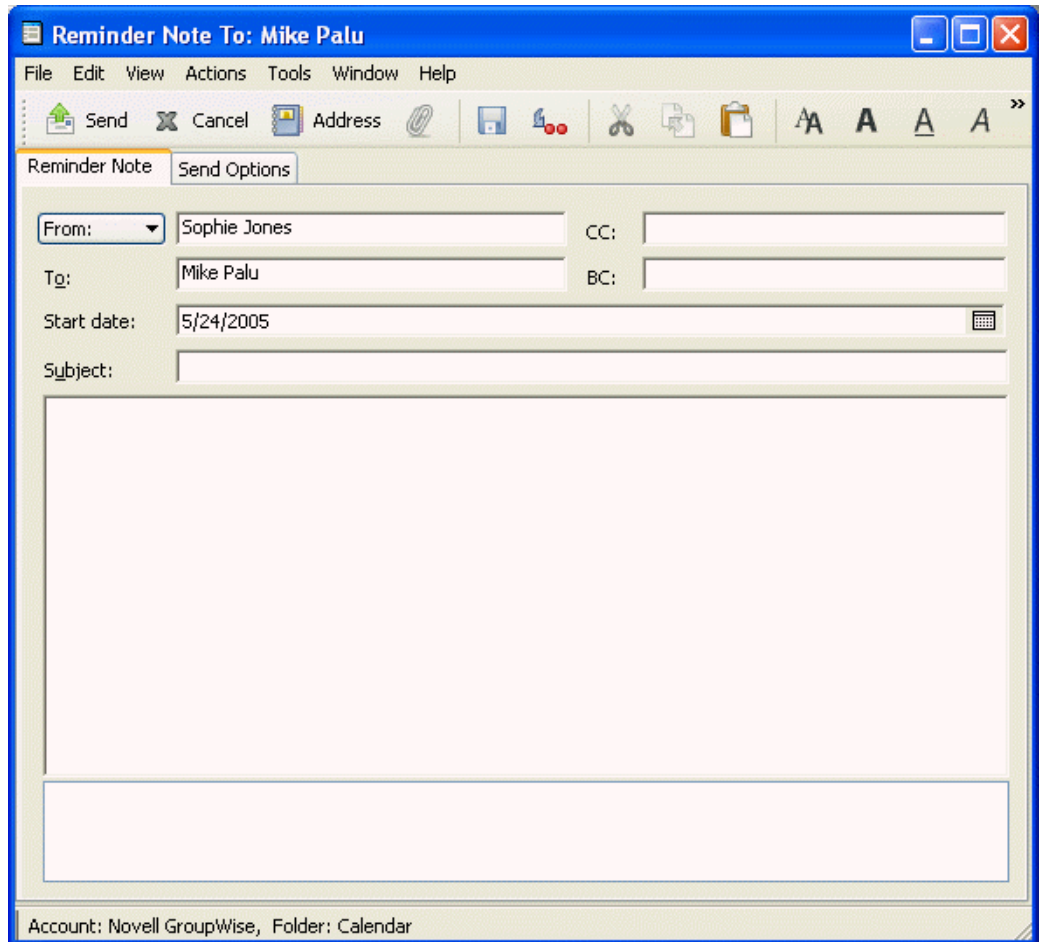 Reminder Note To: Mike Palu
File Edit View Actions Tools Window Help
Send Cancel Address A A A A A »
Reminder Note Send Options
From: Sophie Jones CC:
To: Mike Palu BC:
Start date: 5/24/2005
Subject:
Account: Novell GroupWise, Folder: Calendar